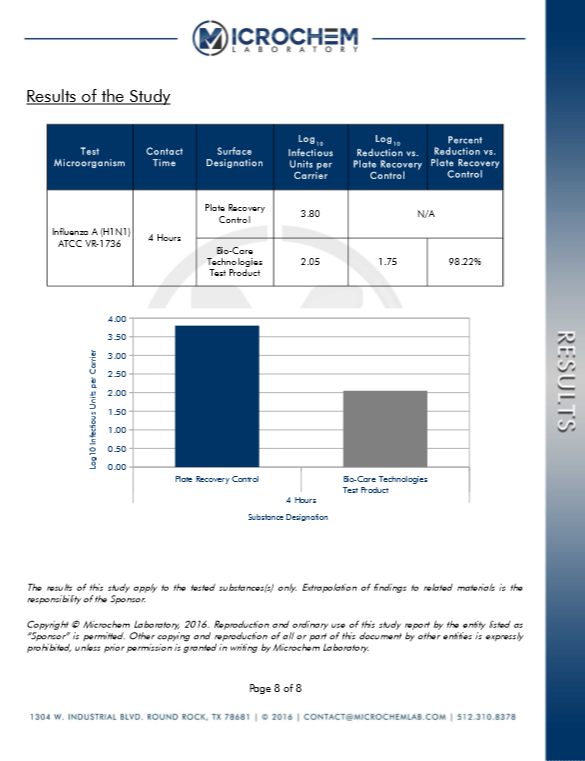 MICROCHEM
LABORATORY
Results of the Study
Test Microorganism
Contact Time
Surface Designation
Log10 Infectious Units per Carrier
Log10 Reduction vs. Plate Recovery Control
Percent Reduction vs. Plate Recovery Control
Influenza A (H1N1)
ATCC VR-1736
4 Hours
Plate Recovery Control
3.80
N/A
Bio-Care Technologies Test Product
2.05
1.75
98.22%
RESULTS
Log10 Infectious Units per Carrier
4.00
3.50
3.00
2.50
2.00
1.50
1.00
0.50
0.00
Plate Recovery Control
Bio-Care Technologies
Test Product
4 Hours
Substance Designation
The results of this study apply to the tested substances(s) only. Extrapolation of findings to related materials is the
responsibility of the Sponsor.
Copyright © Microchem Laboratory, 2016. Reproduction and ordinary use of this study report by the entity listed as
"Sponsor" is permitted. Other copying and reproduction of all or part of this document by other entities is expressly
prohibited, unless prior permission is granted in writing by Microchem Laboratory.
Page 8 of 8
1304 W. INDUSTRIAL BLVD. ROUND ROCK, TX 78681 | © 2016 | CONTACT@MICROCHEMLAB.COM | 512.310.8378